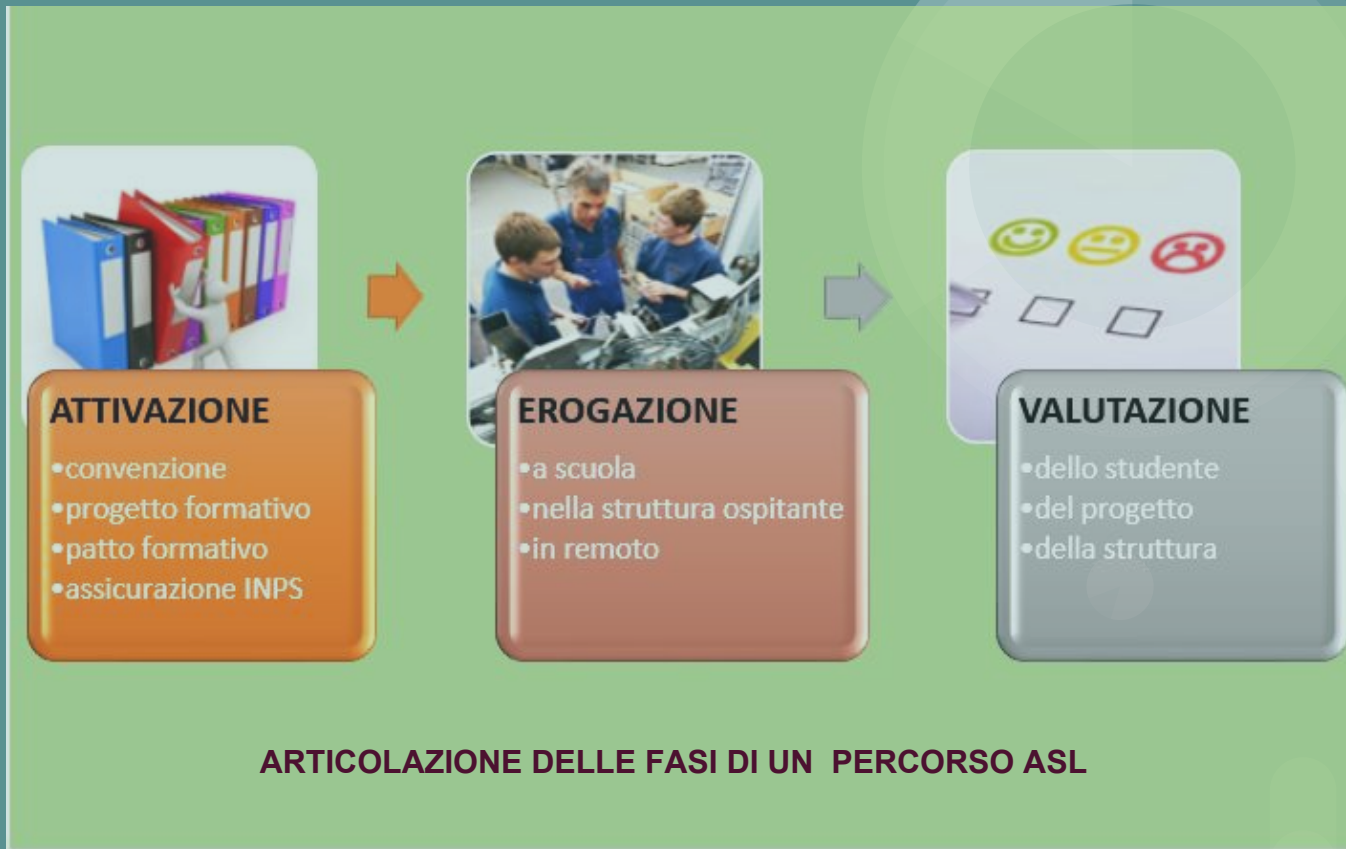 ATTIVAZIONE
•convenzione
•progetto formativo
•patto formativo
•assicurazione INPS
EROGAZIONE
•a scuola
•nella struttura ospitante
•in remoto
VALUTAZIONE
•dello studente
•del progetto
•della struttura
ARTICOLAZIONE DELLE FASI DI UN PERCORSO ASL